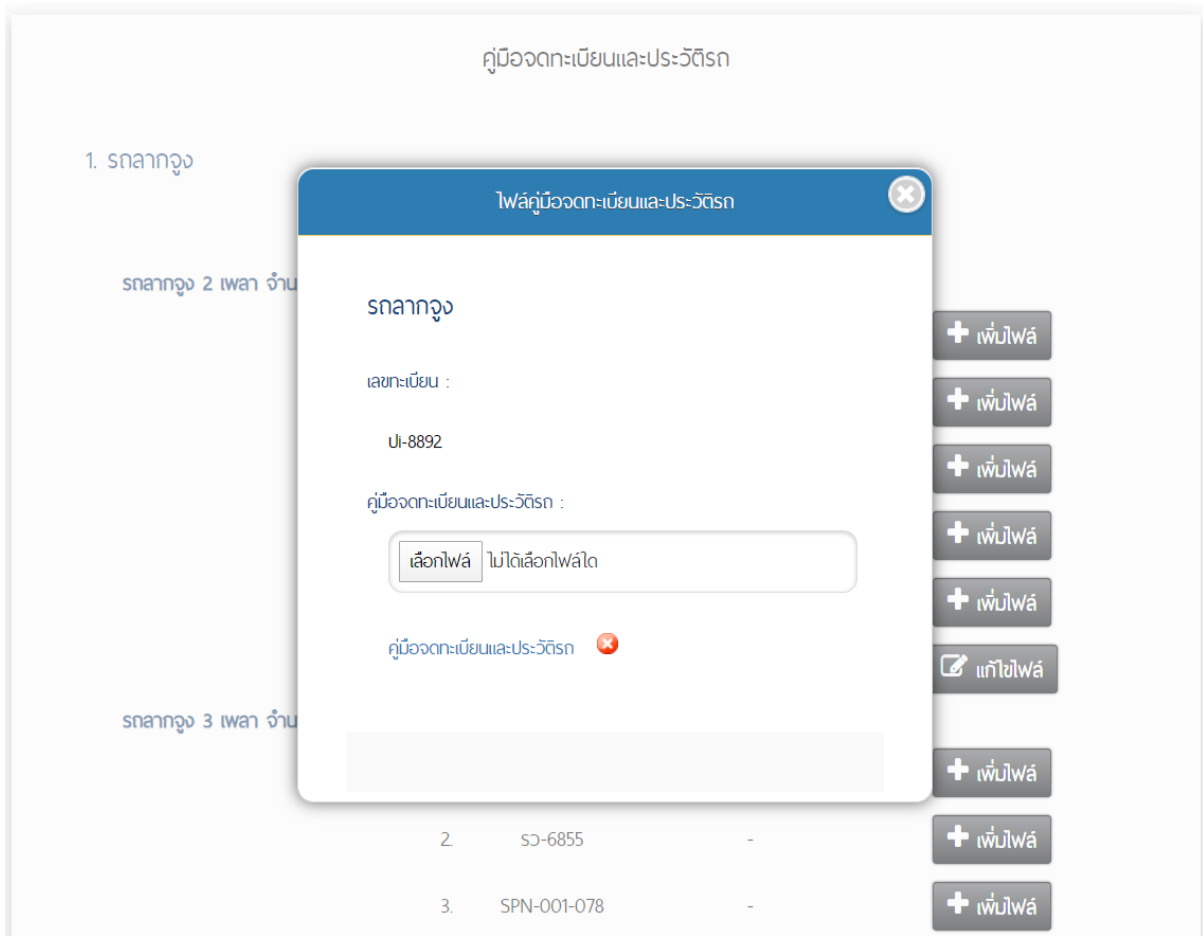 คู่มือจดทะเบียนและประวัติรถ
1. รถลากจูง
ไฟล์คู่มือจดทะเบียนและประวัติรถ
รถลากจูง 2 เพลา จำน
รถลากจูง
เพิ่มไฟล์
เลขทะเบียน :
เพิ่มไฟล์
ปi-8892
เพิ่มไฟล์
คู่มือจดทะเบียนและประวัติรถ :
เพิ่มไฟล์
เลือกไฟล์ ไม่ได้เลือกไฟล์ใด
เพิ่มไฟล์
คู่มือจดทะเบียนและประวัติรถ
แก้ไขไฟล์
รถลากจูง 3 เพลา จำน
เพิ่มไฟล์
2. รว-6855 - เพิ่มไฟล์
3. SPN-001-078 - เพิ่มไฟล์